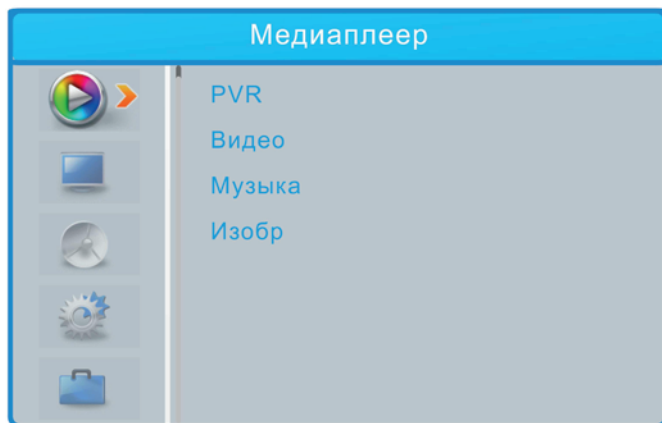 Медиаплеер
PVR
Видео
Музыка
Изобр